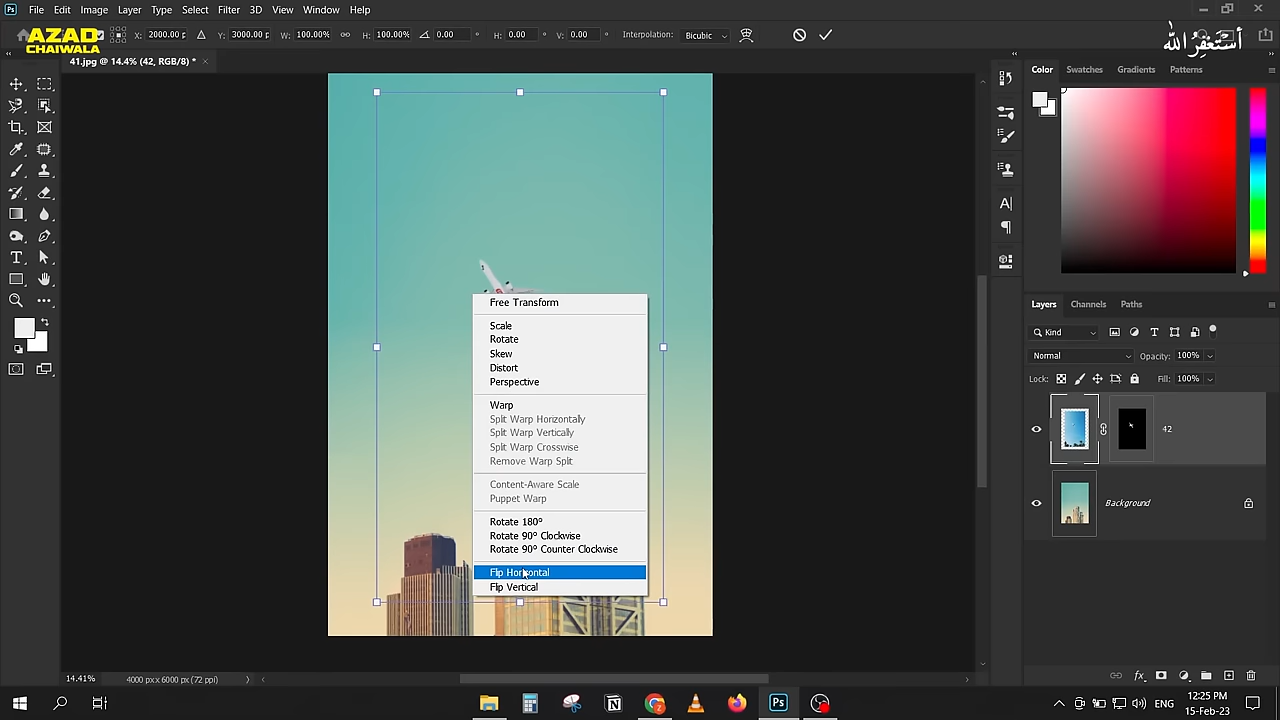 File Edit Image Layer Type Select Filter 3D View Window Help
AZAD
CHAIWALA
X: 2000.00 p Y: 3000.00 p W: 100.00% H: 100.00% 0.00 ° H: 0.00 ° V: 0.00 ° Interpolation: Bicubic
أستغفر الله
41.jpg @ 14.4% (42, RGB/8) * ×
Color Swatches Gradients Patterns
Free Transform
Scale
Rotate
Skew
Distort
Perspective
Warp
Split Warp Horizontally
Split Warp Vertically
Split Warp Crosswise
Remove Warp Split
Content-Aware Scale
Puppet Warp
Rotate 180°
Rotate 90° Clockwise
Rotate 90° Counter Clockwise
Flip Horizontal
Flip Vertical
Layers Channels Paths
Kind
Normal Opacity: 100%
Lock: Fill: 100%
42
Background
14.41% 4000 px x 6000 px (72 ppi)
Ps
ENG
12:25 PM
15-Feb-23